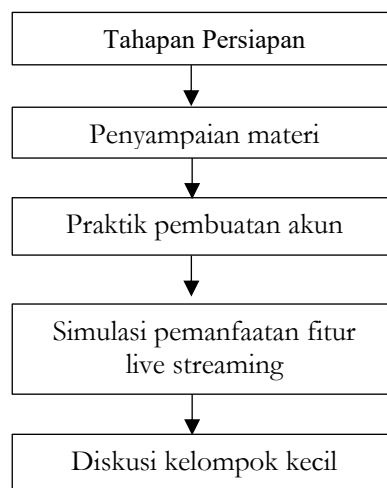 Tahapan Persiapan
Penyampaian materi
Praktik pembuatan akun
Simulasi pemanfaatan fitur
live streaming
Diskusi kelompok kecil